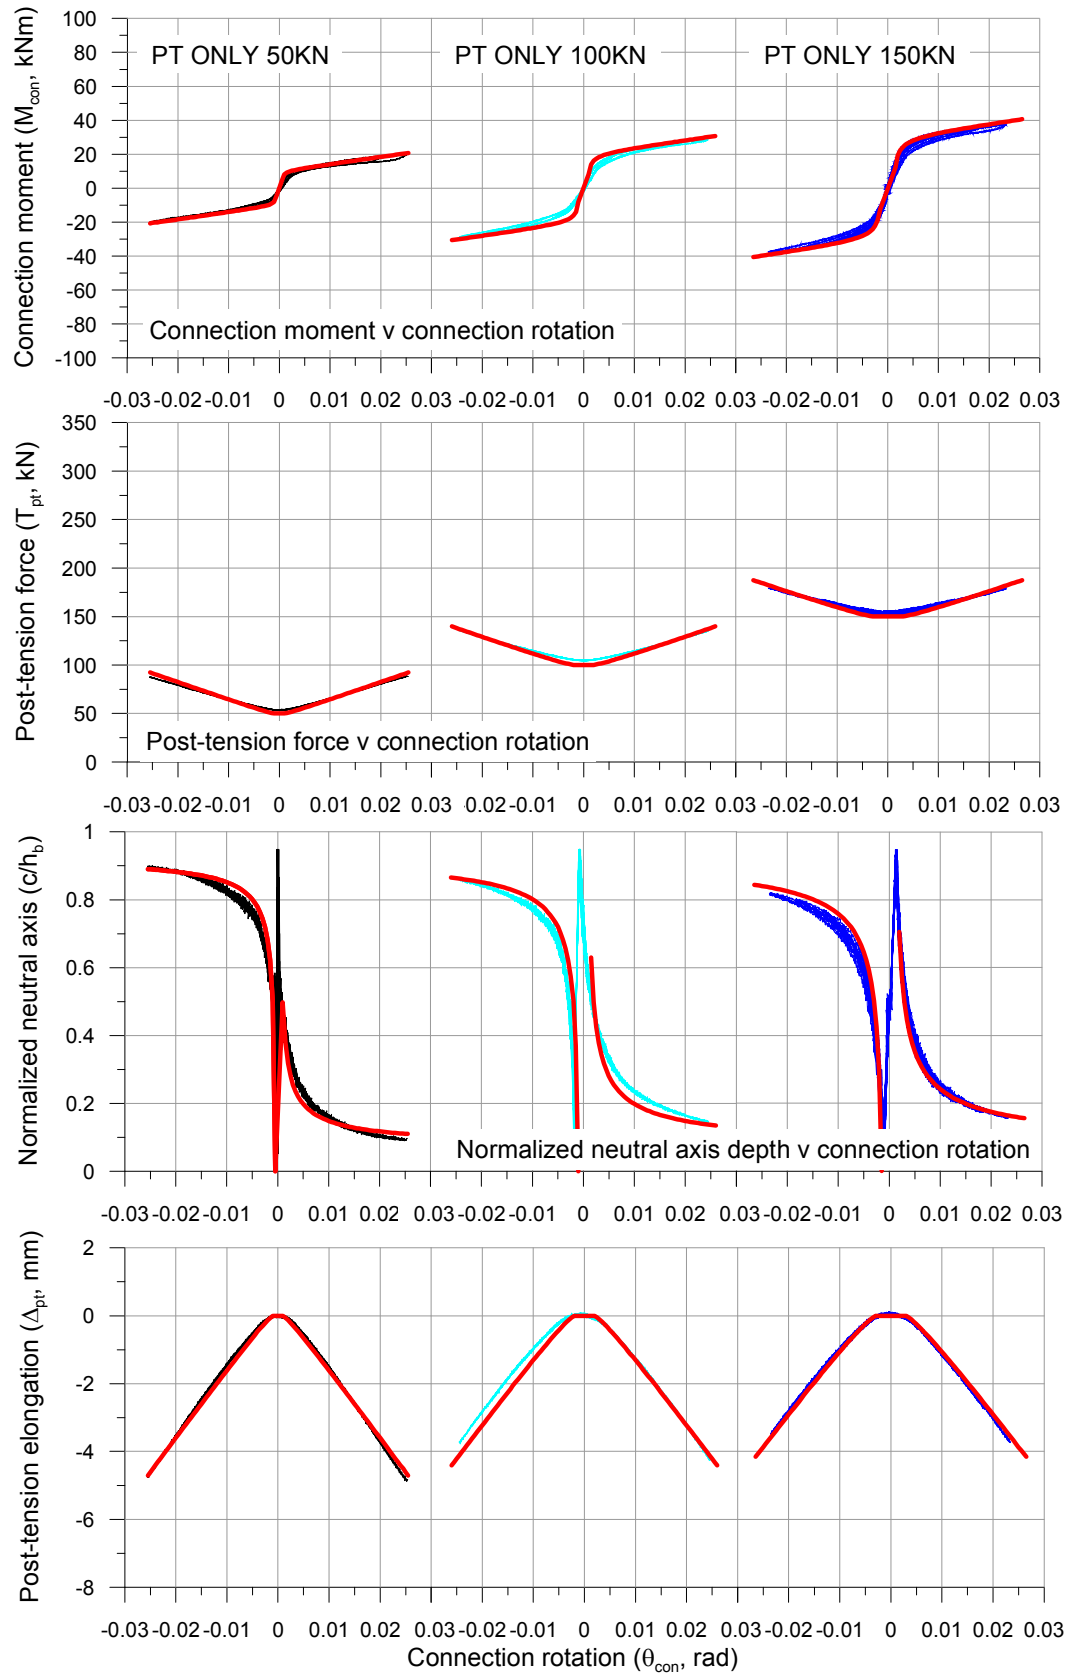 100
80
60
40
20
0
-20
-40
-60
-80
-100
Connection moment (M_con, kNm)
PT ONLY 50KN PT ONLY 100KN PT ONLY 150KN
Connection moment v connection rotation
-0.03 -0.02 -0.01 0 0.01 0.02 0.03 -0.02 -0.01 0 0.01 0.02 0.03 -0.02 -0.01 0 0.01 0.02 0.03
350
300
250
200
150
100
50
0
Post-tension force (T_pt, kN)
Post-tension force v connection rotation
-0.03 -0.02 -0.01 0 0.01 0.02 0.03 -0.02 -0.01 0 0.01 0.02 0.03 -0.02 -0.01 0 0.01 0.02 0.03
1
0.8
0.6
0.4
0.2
0
Normalized neutral axis (c/h_b)
Normalized neutral axis depth v connection rotation
-0.03 -0.02 -0.01 0 0.01 0.02 0.03 -0.02 -0.01 0 0.01 0.02 0.03 -0.02 -0.01 0 0.01 0.02 0.03
2
0
-2
-4
-6
-8
Post-tension elongation (Δ_pt, mm)
-0.03 -0.02 -0.01 0 0.01 0.02 0.03 -0.02 -0.01 0 0.01 0.02 0.03 -0.02 -0.01 0 0.01 0.02 0.03
Connection rotation (θ_con, rad)